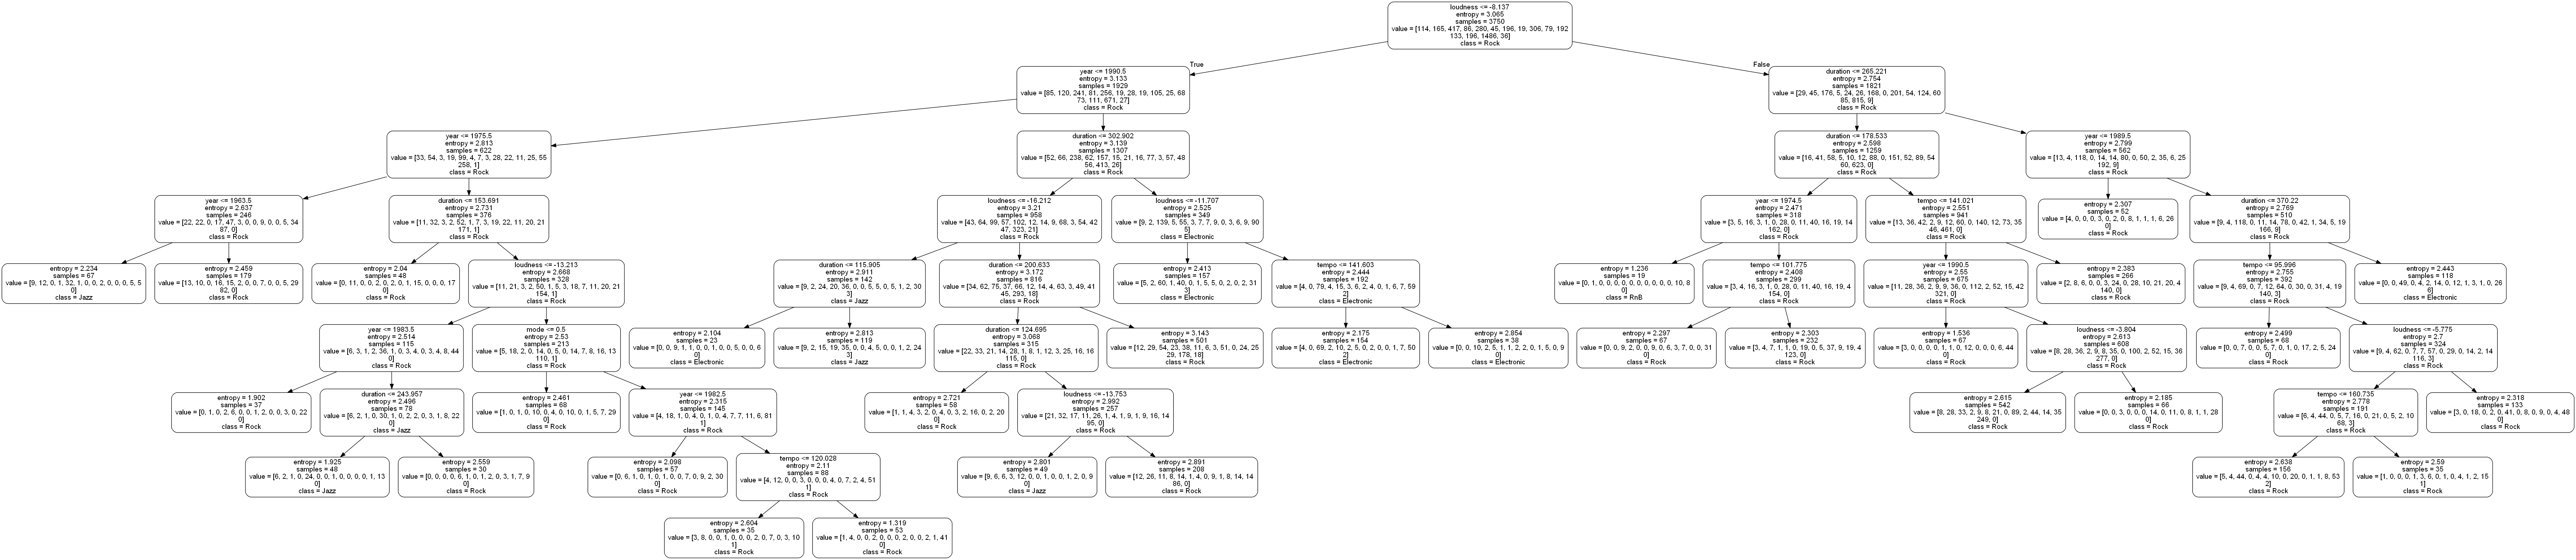 loudness <= -8.137
entropy = 3.065
samples = 3750
value = [114, 165, 417, 86, 280, 45, 196, 19, 306, 79, 192
133, 196, 1486, 36]
class = Rock
True
False
year <= 1990.5
entropy = 3.133
samples = 1929
value = [85, 120, 241, 81, 256, 19, 28, 19, 105, 25, 68
73, 111, 671, 27]
class = Rock
duration <= 265.221
entropy = 2.754
samples = 1821
value = [29, 45, 176, 5, 24, 26, 168, 0, 201, 54, 124, 60
85, 815, 9]
class = Rock
year <= 1975.5
entropy = 2.813
samples = 622
value = [33, 54, 3, 19, 99, 4, 7, 3, 28, 22, 11, 25, 55
258, 1]
class = Rock
duration <= 302.902
entropy = 3.139
samples = 1307
value = [52, 66, 238, 62, 157, 15, 21, 16, 77, 3, 57, 48
56, 413, 26]
class = Rock
duration <= 178.533
entropy = 2.598
samples = 1259
value = [16, 41, 58, 5, 10, 12, 88, 0, 151, 52, 89, 54
60, 623, 0]
class = Rock
year <= 1989.5
entropy = 2.799
samples = 562
value = [13, 4, 118, 0, 14, 14, 80, 0, 50, 2, 35, 6, 25
192, 9]
class = Rock
year <= 1963.5
entropy = 2.637
samples = 246
value = [22, 22, 0, 17, 47, 3, 0, 0, 9, 0, 0, 5, 34
87, 0]
class = Rock
duration <= 153.691
entropy = 2.731
samples = 376
value = [11, 32, 3, 2, 52, 1, 7, 3, 19, 22, 11, 20, 21
171, 1]
class = Rock
loudness <= -16.212
entropy = 3.21
samples = 958
value = [43, 64, 99, 57, 102, 12, 14, 9, 68, 3, 54, 42
47, 323, 21]
class = Rock
loudness <= -11.707
entropy = 2.525
samples = 349
value = [9, 2, 139, 5, 55, 3, 7, 7, 9, 0, 3, 6, 9, 90
5]
class = Electronic
year <= 1974.5
entropy = 2.471
samples = 318
value = [3, 5, 16, 3, 1, 0, 28, 0, 11, 40, 16, 19, 14
162, 0]
class = Rock
tempo <= 141.021
entropy = 2.551
samples = 941
value = [13, 36, 42, 2, 9, 12, 60, 0, 140, 12, 73, 35
46, 461, 0]
class = Rock
entropy = 2.307
samples = 52
value = [4, 0, 0, 0, 3, 0, 2, 0, 8, 1, 1, 1, 6, 26
0]
class = Rock
duration <= 370.22
entropy = 2.769
samples = 510
value = [9, 4, 118, 0, 11, 14, 78, 0, 42, 1, 34, 5, 19
166, 9]
class = Rock
entropy = 2.234
samples = 67
value = [9, 12, 0, 1, 32, 1, 0, 0, 2, 0, 0, 0, 5, 5
0]
class = Jazz
entropy = 2.459
samples = 179
value = [13, 10, 0, 16, 15, 2, 0, 0, 7, 0, 0, 5, 29
82, 0]
class = Rock
entropy = 2.04
samples = 48
value = [0, 11, 0, 0, 2, 0, 2, 0, 1, 15, 0, 0, 0, 17
0]
class = Rock
loudness <= -13.213
entropy = 2.668
samples = 328
value = [11, 21, 3, 2, 50, 1, 5, 3, 18, 7, 11, 20, 21
154, 1]
class = Rock
duration <= 115.905
entropy = 2.911
samples = 142
value = [9, 2, 24, 20, 36, 0, 0, 5, 5, 0, 5, 1, 2, 30
3]
class = Jazz
duration <= 200.633
entropy = 3.172
samples = 816
value = [34, 62, 75, 37, 66, 12, 14, 4, 63, 3, 49, 41
45, 293, 18]
class = Rock
entropy = 2.413
samples = 157
value = [5, 2, 60, 1, 40, 0, 1, 5, 5, 0, 2, 0, 2, 31
3]
class = Electronic
tempo <= 141.603
entropy = 2.444
samples = 192
value = [4, 0, 79, 4, 15, 3, 6, 2, 4, 0, 1, 6, 7, 59
2]
class = Electronic
entropy = 1.236
samples = 19
value = [0, 1, 0, 0, 0, 0, 0, 0, 0, 0, 0, 0, 10, 8
0]
class = RnB
tempo <= 101.775
entropy = 2.408
samples = 299
value = [3, 4, 16, 3, 1, 0, 28, 0, 11, 40, 16, 19, 4
154, 0]
class = Rock
year <= 1990.5
entropy = 2.55
samples = 675
value = [11, 28, 36, 2, 9, 9, 36, 0, 112, 2, 52, 15, 42
321, 0]
class = Rock
entropy = 2.383
samples = 266
value = [2, 8, 6, 0, 0, 3, 24, 0, 28, 10, 21, 20, 4
140, 0]
class = Rock
tempo <= 95.996
entropy = 2.755
samples = 392
value = [9, 4, 69, 0, 7, 12, 64, 0, 30, 0, 31, 4, 19
140, 3]
class = Rock
entropy = 2.443
samples = 118
value = [0, 0, 49, 0, 4, 2, 14, 0, 12, 1, 3, 1, 0, 26
6]
class = Electronic
year <= 1983.5
entropy = 2.514
samples = 115
value = [6, 3, 1, 2, 36, 1, 0, 3, 4, 0, 3, 4, 8, 44
0]
class = Rock
mode <= 0.5
entropy = 2.53
samples = 213
value = [5, 18, 2, 0, 14, 0, 5, 0, 14, 7, 8, 16, 13
110, 1]
class = Rock
entropy = 2.104
samples = 23
value = [0, 0, 9, 1, 1, 0, 0, 1, 0, 0, 5, 0, 0, 6
0]
class = Electronic
entropy = 2.813
samples = 119
value = [9, 2, 15, 19, 35, 0, 0, 4, 5, 0, 0, 1, 2, 24
3]
class = Jazz
duration <= 124.695
entropy = 3.068
samples = 315
value = [22, 33, 21, 14, 28, 1, 8, 1, 12, 3, 25, 16, 16
115, 0]
class = Rock
entropy = 3.143
samples = 501
value = [12, 29, 54, 23, 38, 11, 6, 3, 51, 0, 24, 25
29, 178, 18]
class = Rock
entropy = 2.175
samples = 154
value = [4, 0, 69, 2, 10, 2, 5, 0, 2, 0, 0, 1, 7, 50
2]
class = Electronic
entropy = 2.854
samples = 38
value = [0, 0, 10, 2, 5, 1, 1, 2, 2, 0, 1, 5, 0, 9
0]
class = Electronic
entropy = 2.297
samples = 67
value = [0, 0, 9, 2, 0, 0, 9, 0, 6, 3, 7, 0, 0, 31
0]
class = Rock
entropy = 2.303
samples = 232
value = [3, 4, 7, 1, 1, 0, 19, 0, 5, 37, 9, 19, 4
123, 0]
class = Rock
entropy = 1.536
samples = 67
value = [3, 0, 0, 0, 0, 1, 1, 0, 12, 0, 0, 0, 6, 44
0]
class = Rock
loudness <= -3.804
entropy = 2.613
samples = 608
value = [8, 28, 36, 2, 9, 8, 35, 0, 100, 2, 52, 15, 36
277, 0]
class = Rock
entropy = 2.499
samples = 68
value = [0, 0, 7, 0, 0, 5, 7, 0, 1, 0, 17, 2, 5, 24
0]
class = Rock
loudness <= -5.775
entropy = 2.7
samples = 324
value = [9, 4, 62, 0, 7, 7, 57, 0, 29, 0, 14, 2, 14
116, 3]
class = Rock
entropy = 1.902
samples = 37
value = [0, 1, 0, 2, 6, 0, 0, 1, 2, 0, 0, 3, 0, 22
0]
class = Rock
duration <= 243.957
entropy = 2.496
samples = 78
value = [6, 2, 1, 0, 30, 1, 0, 2, 2, 0, 3, 1, 8, 22
0]
class = Jazz
entropy = 2.461
samples = 68
value = [1, 0, 1, 0, 10, 0, 4, 0, 10, 0, 1, 5, 7, 29
0]
class = Rock
year <= 1982.5
entropy = 2.315
samples = 145
value = [4, 18, 1, 0, 4, 0, 1, 0, 4, 7, 7, 11, 6, 81
1]
class = Rock
entropy = 2.721
samples = 58
value = [1, 1, 4, 3, 2, 0, 4, 0, 3, 2, 16, 0, 2, 20
0]
class = Rock
loudness <= -13.753
entropy = 2.992
samples = 257
value = [21, 32, 17, 11, 26, 1, 4, 1, 9, 1, 9, 16, 14
95, 0]
class = Rock
entropy = 2.615
samples = 542
value = [8, 28, 33, 2, 9, 8, 21, 0, 89, 2, 44, 14, 35
249, 0]
class = Rock
entropy = 2.185
samples = 66
value = [0, 0, 3, 0, 0, 0, 14, 0, 11, 0, 8, 1, 1, 28
0]
class = Rock
tempo <= 160.735
entropy = 2.778
samples = 191
value = [6, 4, 44, 0, 5, 7, 16, 0, 21, 0, 5, 2, 10
68, 3]
class = Rock
entropy = 2.318
samples = 133
value = [3, 0, 18, 0, 2, 0, 41, 0, 8, 0, 9, 0, 4, 48
0]
class = Rock
entropy = 1.925
samples = 48
value = [6, 2, 1, 0, 24, 0, 0, 1, 0, 0, 0, 0, 1, 13
0]
class = Jazz
entropy = 2.559
samples = 30
value = [0, 0, 0, 0, 6, 1, 0, 1, 2, 0, 3, 1, 7, 9
0]
class = Rock
entropy = 2.098
samples = 57
value = [0, 6, 1, 0, 1, 0, 1, 0, 0, 7, 0, 9, 2, 30
0]
class = Rock
tempo <= 120.028
entropy = 2.11
samples = 88
value = [4, 12, 0, 0, 3, 0, 0, 0, 4, 0, 7, 2, 4, 51
1]
class = Rock
entropy = 2.801
samples = 49
value = [9, 6, 6, 3, 12, 0, 0, 1, 0, 0, 1, 2, 0, 9
0]
class = Jazz
entropy = 2.891
samples = 208
value = [12, 26, 11, 8, 14, 1, 4, 0, 9, 1, 8, 14, 14
86, 0]
class = Rock
entropy = 2.638
samples = 156
value = [5, 4, 44, 0, 4, 4, 10, 0, 20, 0, 1, 1, 8, 53
2]
class = Rock
entropy = 2.59
samples = 35
value = [1, 0, 0, 0, 1, 3, 6, 0, 1, 0, 4, 1, 2, 15
1]
class = Rock
entropy = 2.604
samples = 35
value = [3, 8, 0, 0, 1, 0, 0, 0, 2, 0, 7, 0, 3, 10
1]
class = Rock
entropy = 1.319
samples = 53
value = [1, 4, 0, 0, 2, 0, 0, 0, 2, 0, 0, 2, 1, 41
0]
class = Rock